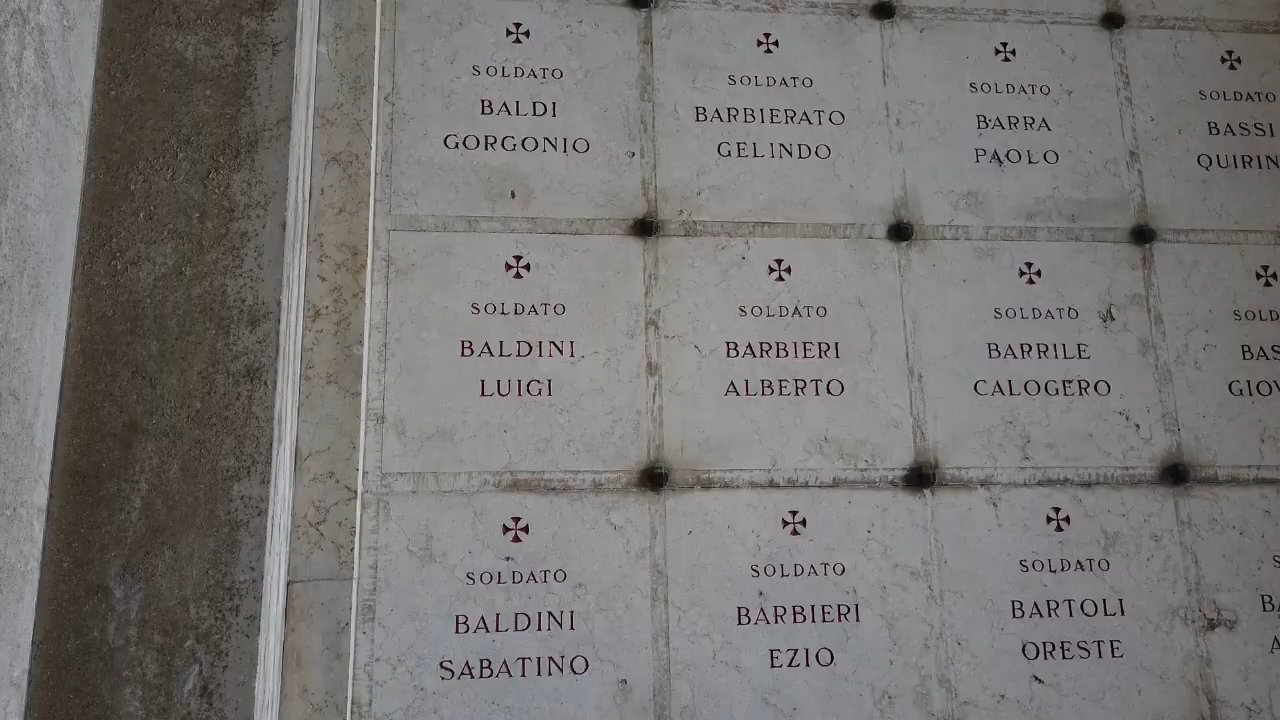 SOLDATO
BALDI
GORGONIO
SOLDATO
BARBIERATO
GELINDO
SOLDATO
BARRA
PAOLO
SOLDATO
BASSI
SOLDATO
BALDINI
LUIGI
SOLDATO
BARBIERI
ALBERTO
SOLDATO
BARRILE
CALOGERO
SOLDATO
BALDINI
SABATINO
SOLDATO
BARBIERI
EZIO
SOLDATO
BARTOLI
ORESTE